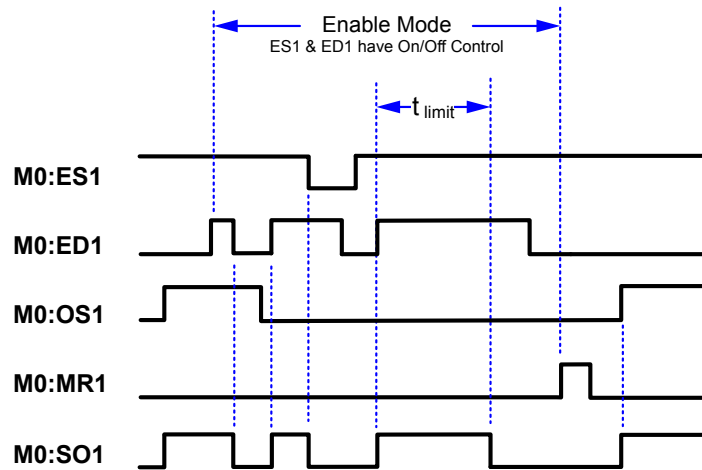 Enable Mode
ES1 & ED1 have On/Off Control
t limit
M0:ES1
M0:ED1
M0:OS1
M0:MR1
M0:SO1